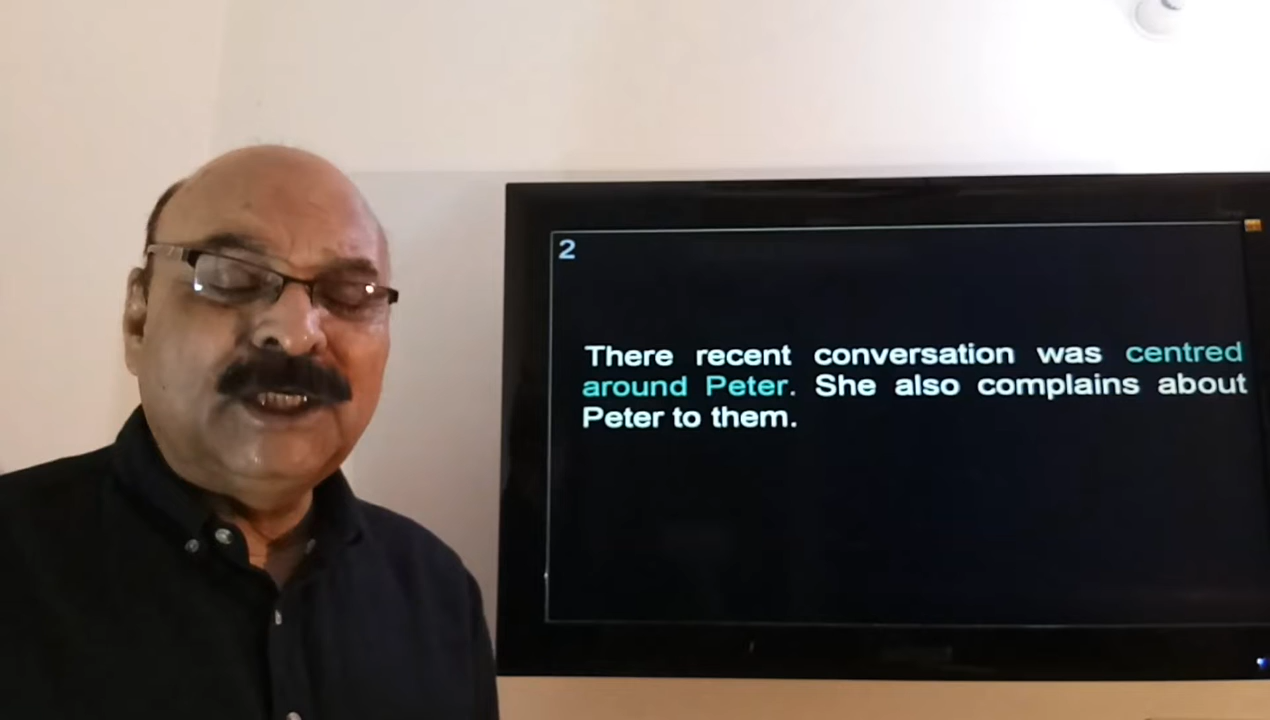 2
There recent conversation was centred
around Peter. She also complains about
Peter to them.